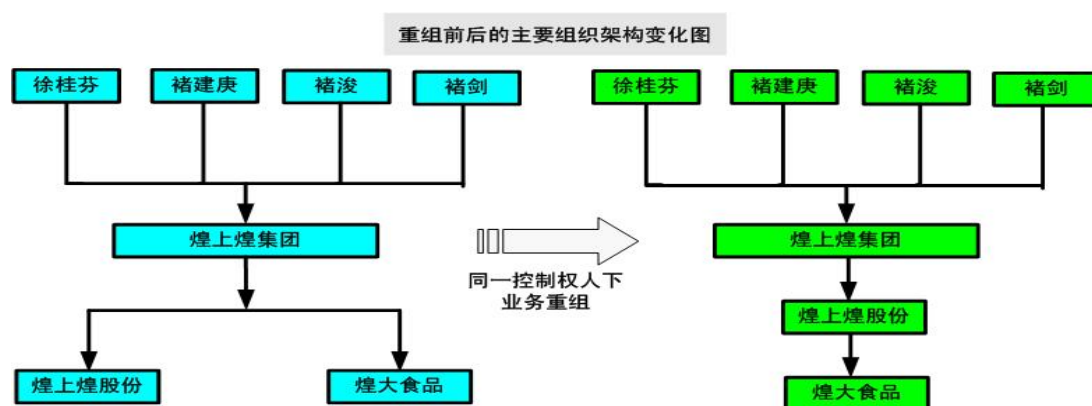 重组前后的主要组织架构变化图
徐桂芬
褚建庚
褚浚
褚剑
煌上煌集团
煌上煌股份
煌大食品
同一控制权人下
业务重组
徐桂芬
褚建庚
褚浚
褚剑
煌上煌集团
煌上煌股份
煌大食品